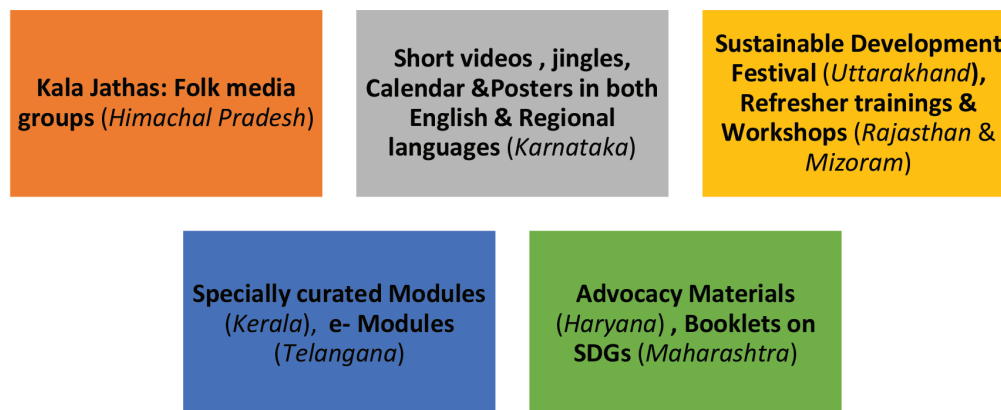 Kala Jathas: Folk media
groups (Himachal Pradesh)
Short videos , jingles,
Calendar &Posters in both
English & Regional
languages (Karnataka)
Sustainable Development
Festival (Uttarakhand),
Refresher trainings &
Workshops (Rajasthan &
Mizoram)
Specially curated Modules
(Kerala),  e- Modules
(Telangana)
Advocacy Materials
(Haryana) , Booklets on
SDGs (Maharashtra)